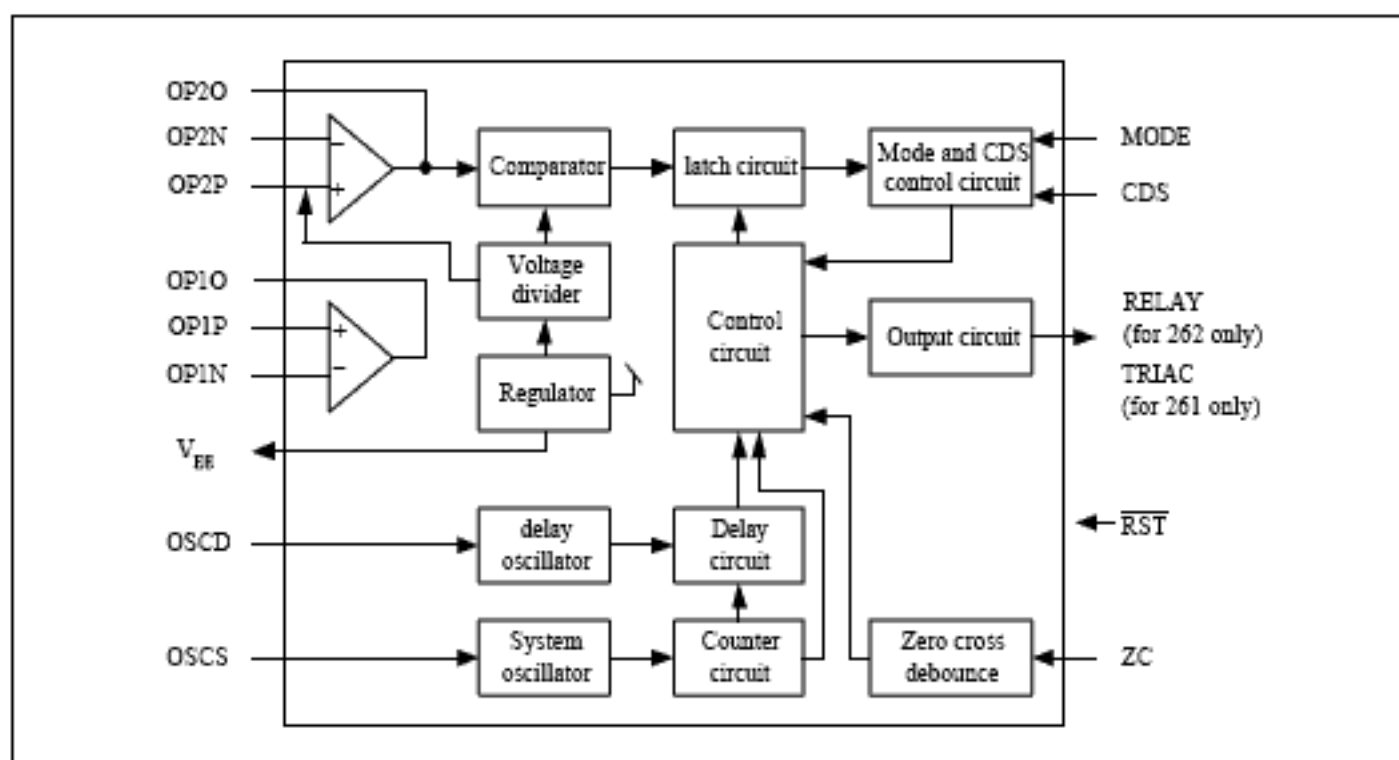 OP2O
OP2N
OP2P
OP1O
OP1P
OP1N
VEE
OSCD
OSCS
−
+
+
−
Comparator
Voltage
divider
Regulator
delay
oscillator
System
oscillator
latch circuit
Control
circuit
Delay
circuit
Counter
circuit
Mode and CDS
control circuit
Output circuit
Zero cross
debounce
MODE
CDS
RELAY
(for 262 only)
TRIAC
(for 261 only)
RST
ZC